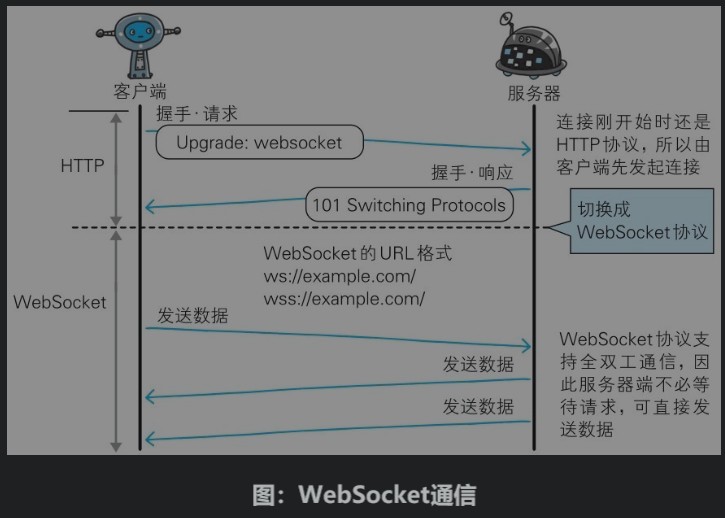 客户端
服务器
握手·请求
Upgrade: websocket
连接刚开始时还是
HTTP协议，所以由
客户端先发起连接
HTTP
握手·响应
101 Switching Protocols
切换成
WebSocket协议
WebSocket的URL格式
ws://example.com/
wss://example.com/
WebSocket
发送数据
发送数据
发送数据
WebSocket协议支
持全双工通信，因
此服务器端不必等
待请求，可直接发
送数据
图：WebSocket通信